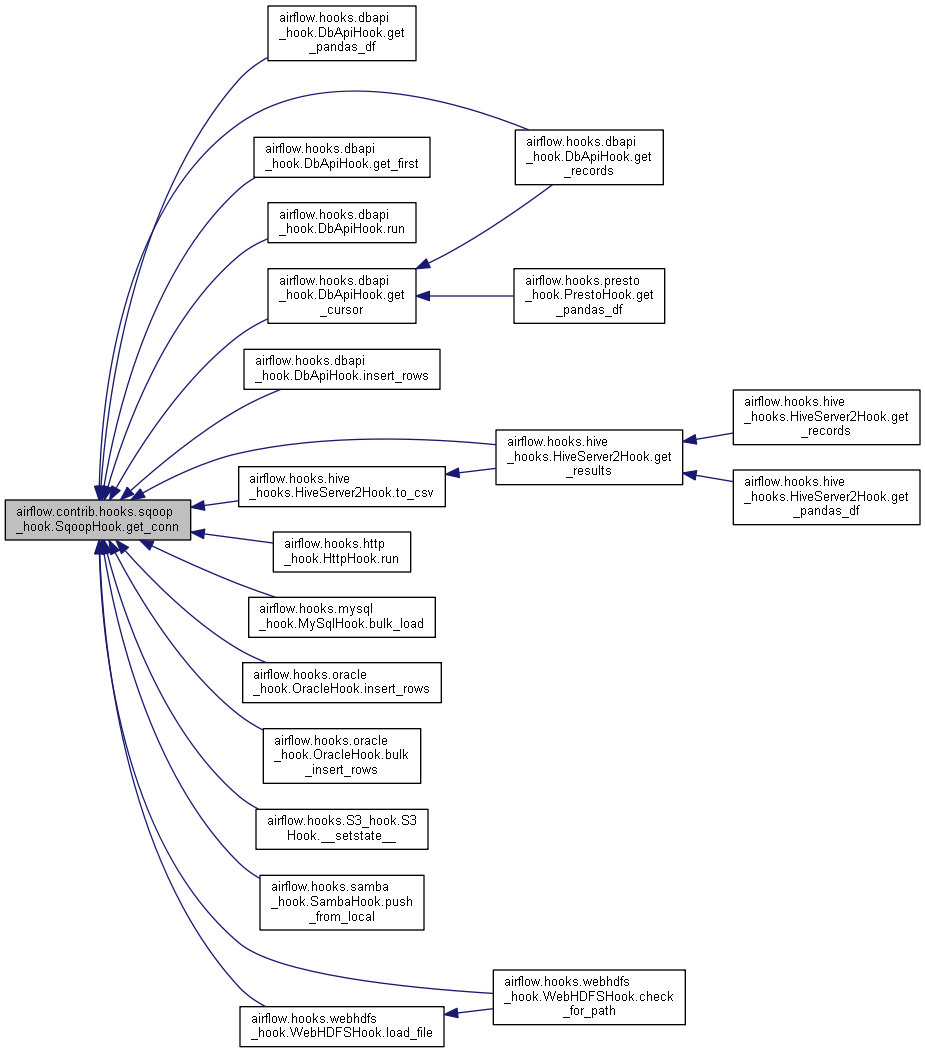 airflow.hooks.dbapi
_hook.DbApiHook.get
_pandas_df
airflow.hooks.dbapi
_hook.DbApiHook.get
_records
airflow.hooks.dbapi
_hook.DbApiHook.get_first
airflow.hooks.dbapi
_hook.DbApiHook.run
airflow.hooks.dbapi
_hook.DbApiHook.get
_cursor
airflow.hooks.presto
_hook.PrestoHook.get
_pandas_df
airflow.hooks.dbapi
_hook.DbApiHook.insert_rows
airflow.hooks.hive
_hooks.HiveServer2Hook.get
_records
airflow.hooks.hive
_hooks.HiveServer2Hook.get
_results
airflow.hooks.hive
_hooks.HiveServer2Hook.to_csv
airflow.hooks.hive
_hooks.HiveServer2Hook.get
_pandas_df
airflow.contrib.hooks.sqoop
_hook.SqoopHook.get_conn
airflow.hooks.http
_hook.HttpHook.run
airflow.hooks.mysql
_hook.MySqlHook.bulk_load
airflow.hooks.oracle
_hook.OracleHook.insert_rows
airflow.hooks.oracle
_hook.OracleHook.bulk
_insert_rows
airflow.hooks.S3_hook.S3
Hook.__setstate__
airflow.hooks.samba
_hook.SambaHook.push
_from_local
airflow.hooks.webhdfs
_hook.WebHDFSHook.check
_for_path
airflow.hooks.webhdfs
_hook.WebHDFSHook.load_file